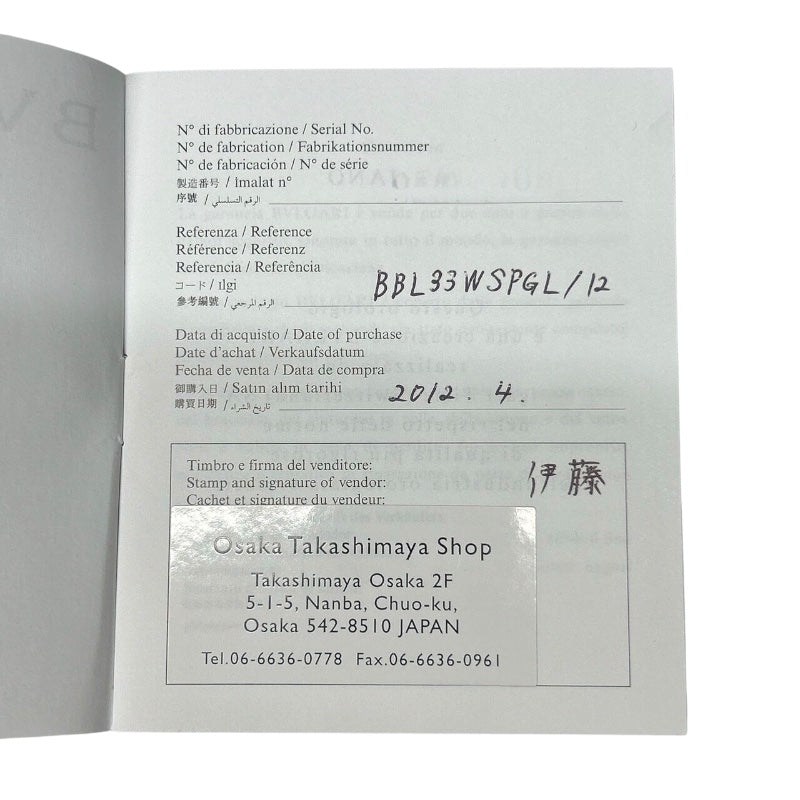 BV
N° di fabbricazione / Serial No.
N° de fabrication / Fabrikationsnummer
N° de fabricación / N° de série
製造番号 / îmalat n°
序號 / الرقم التسلسلي
Referenza / Reference
Référence / Referenz
Referencia / Referência
コード / ılgi
參考編號 / الرقم المرجعي
BBL33WSPGL/12
Data di acquisto / Date of purchase
Date d'achat / Verkaufsdatum
Fecha de venta / Data de compra
御購入日 / Satın alım tarihi
購買日期 / تاريخ الشراء
2012. 4.
Timbro e firma del venditore:
Stamp and signature of vendor:
Cachet et signature du vendeur:
伊藤
Osaka Takashimaya Shop
Takashimaya Osaka 2F
5-1-5, Nanba, Chuo-ku,
Osaka 542-8510 JAPAN
Tel.06-6636-0778 Fax.06-6636-0961